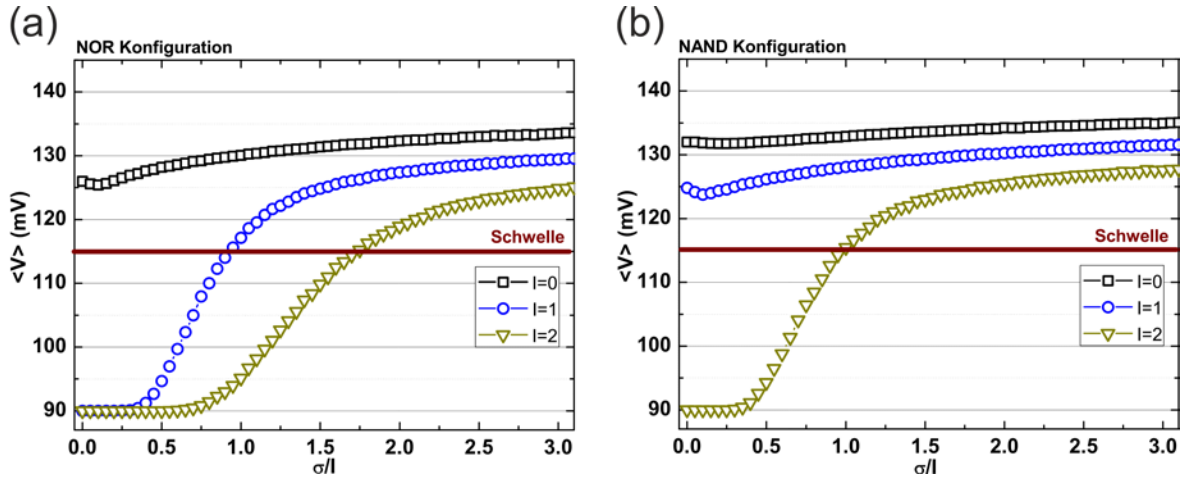 (a)
NOR Konfiguration
140
130
120
110
100
90
<V> (mV)
Schwelle
I=0
I=1
I=2
0.0 0.5 1.0 1.5 2.0 2.5 3.0
σ/I
(b)
NAND Konfiguration
140
130
120
110
100
90
<V> (mV)
Schwelle
I=0
I=1
I=2
0.0 0.5 1.0 1.5 2.0 2.5 3.0
σ/I